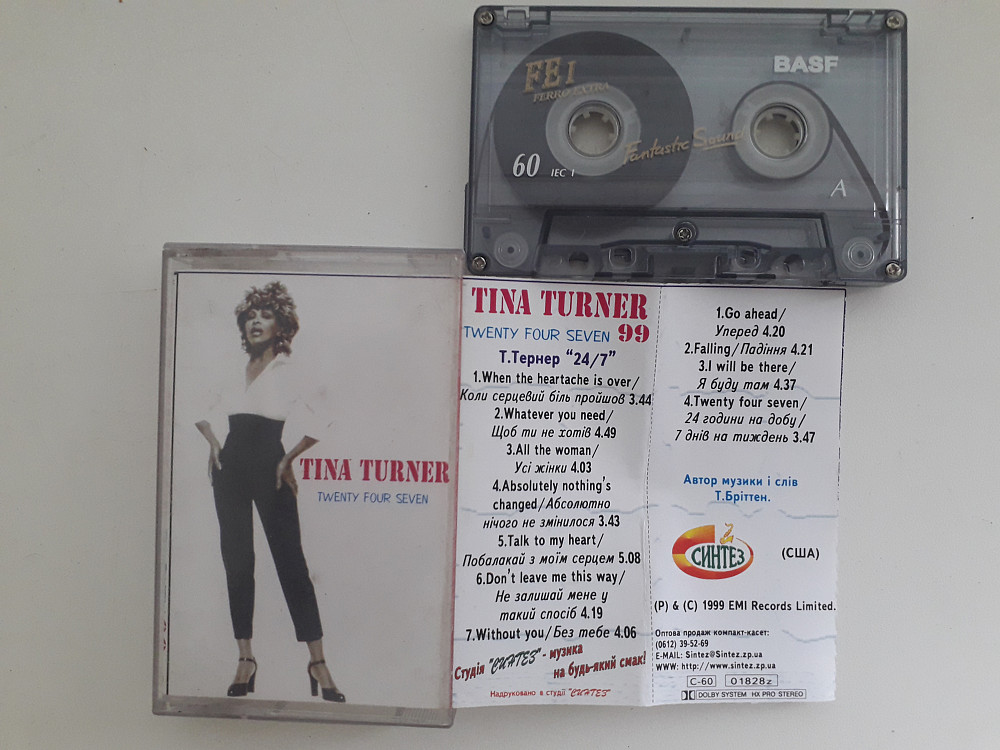 FE I
FERRO EXTRA
BASF
Fantastic Sound
60 IEC I
A
TINA TURNER
TWENTY FOUR SEVEN
TINA TURNER
TWENTY FOUR SEVEN 99
Т.Тернер "24/7"
1.When the heartache is over/
Коли серцевий біль пройшов 3.44
2.Whatever you need/
Щоб ти не хотів 4.49
3.All the woman/
Усі жінки 4.03
4.Absolutely nothing's
changed/Абсолютно
нічого не змінилося 3.43
5.Talk to my heart/
Побалакай з моїм серцем 5.08
6.Don't leave me this way/
Не залишай мене у
такий спосіб 4.19
7.Without you/Без тебе 4.06
Студія "СИНТЕЗ" - музика
на будь-який смак!
Надруковано в студії "СИНТЕЗ"
1.Go ahead/
Уперед 4.20
2.Falling/Падіння 4.21
3.I will be there/
Я буду там 4.37
4.Twenty four seven/
24 години на добу/
7 днів на тиждень 3.47
Автор музики і слів
Т.Бріттен.
СИНТЕЗ
(США)
(P) & (C) 1999 EMI Records Limited.
Оптова продаж компакт-касет:
(0612) 39-52-69
E-MAIL: Sintez@Sintez.zp.ua
WWW: http://www.sintez.zp.ua
C-60 01828z
DOLBY SYSTEM HX PRO STEREO